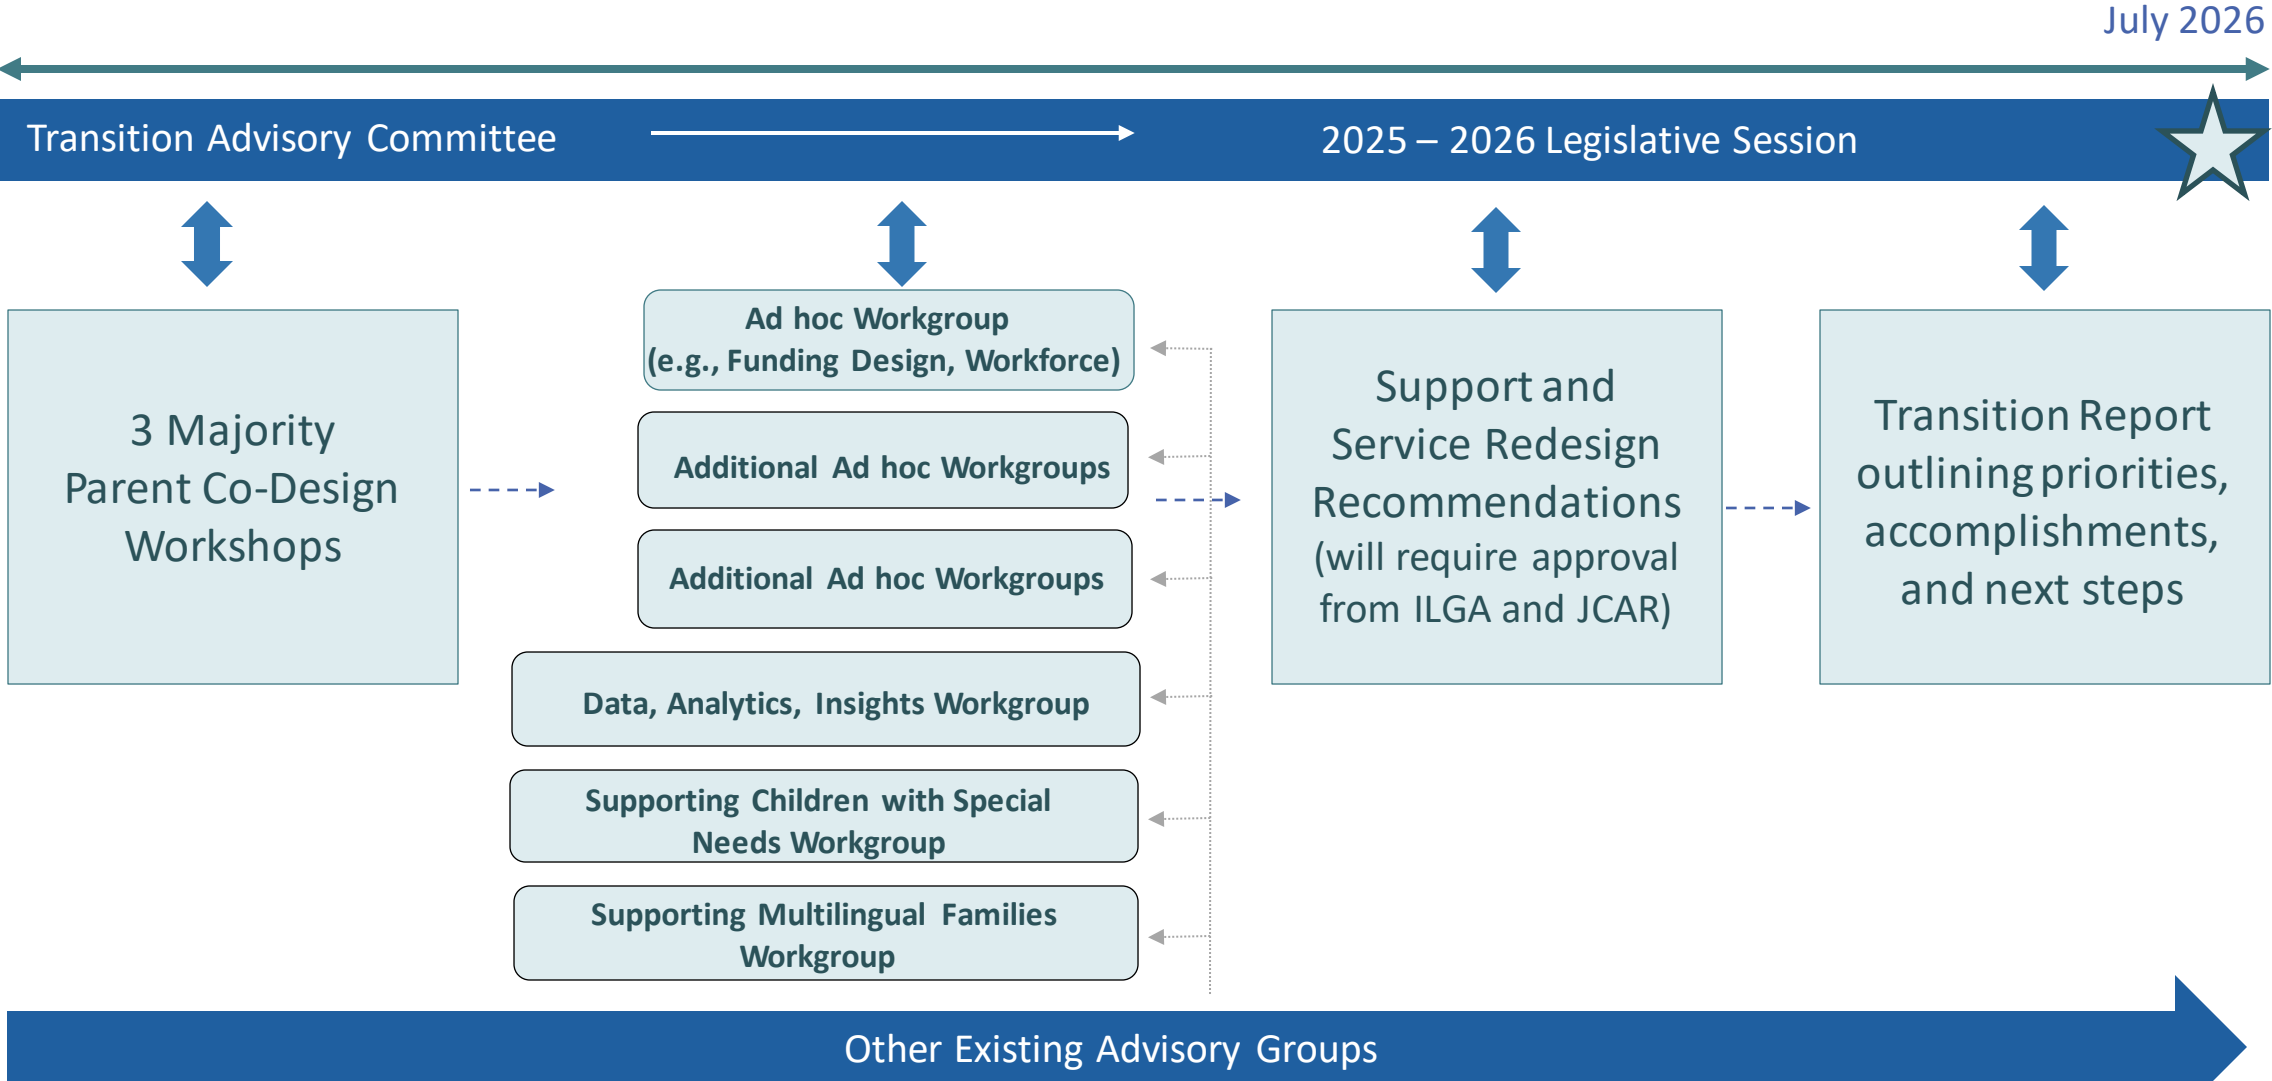 July 2026
Transition Advisory Committee
2025 – 2026 Legislative Session
3 Majority
Parent Co-Design
Workshops
Ad hoc Workgroup
(e.g., Funding Design, Workforce)
Additional Ad hoc Workgroups
Additional Ad hoc Workgroups
Data, Analytics, Insights Workgroup
Supporting Children with Special
Needs Workgroup
Supporting Multilingual Families
Workgroup
Support and
Service Redesign
Recommendations
(will require approval
from ILGA and JCAR)
Transition Report
outlining priorities,
accomplishments,
and next steps
Other Existing Advisory Groups